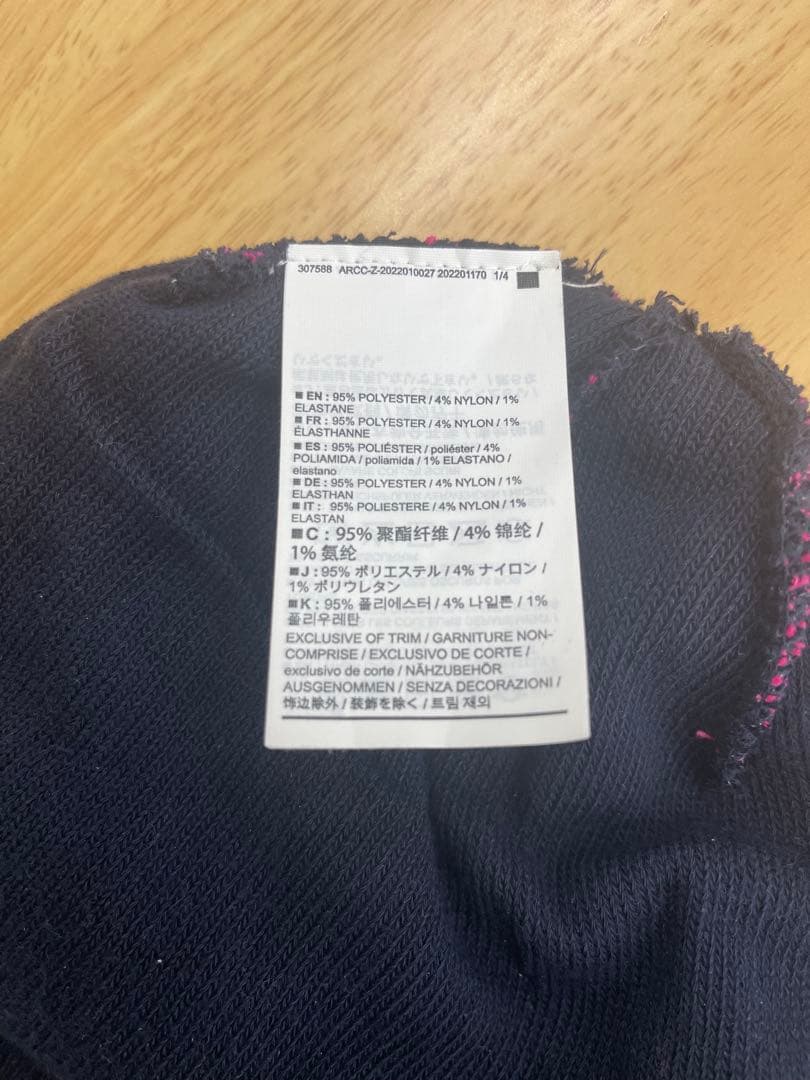 307588 ARCC-Z-2022010027 202201170 1/4
■ EN : 95% POLYESTER / 4% NYLON / 1%
ELASTANE
■ FR : 95% POLYESTER / 4% NYLON / 1%
ÉLASTHANNE
■ ES : 95% POLIÉSTER / poliéster / 4%
POLIAMIDA / poliamida / 1% ELASTANO /
elastano
■ DE : 95% POLYESTER / 4% NYLON / 1%
ELASTHAN
■ IT : 95% POLIESTERE / 4% NYLON / 1%
ELASTAN
■ C : 95% 聚酯纤维 / 4% 锦纶 /
1% 氨纶
■ J : 95% ポリエステル / 4% ナイロン /
1% ポリウレタン
■ K : 95% 폴리에스터 / 4% 나일론 / 1%
폴리우레탄
EXCLUSIVE OF TRIM / GARNITURE NON-
COMPRISE / EXCLUSIVO DE CORTE /
exclusivo de corte / NÄHZUBEHÖR
AUSGENOMMEN / SENZA DECORAZIONI /
饰边除外 / 装飾を除く / 트림 제외